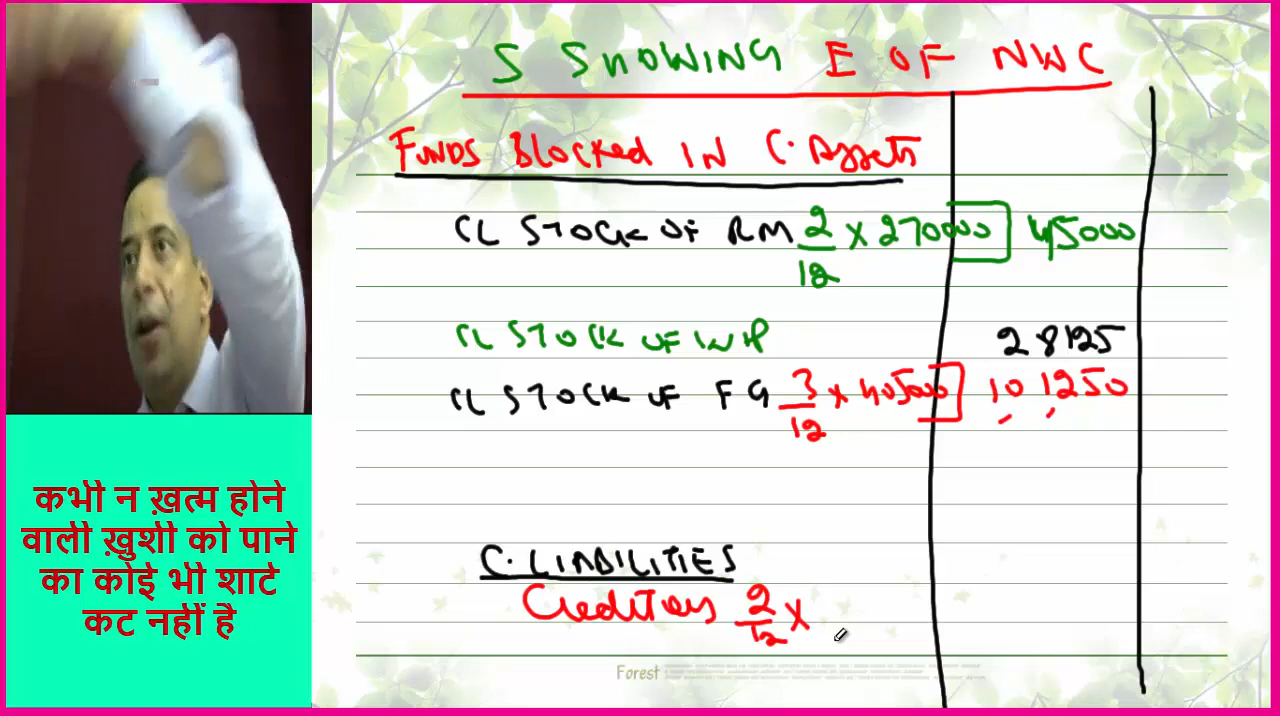 S SHOWING E OF NWC
FUNDS Blocked IN C. Assets
CL STOCK OF RM 2/12 X 270000 45000
CL STOCK OF WIP 28125
CL STOCK OF FG 3/12 X 405000 101250
C. LIABILITIES
Creditors 2/12 X
Forest
कभी न ख़त्म होने
वाली ख़ुशी को पाने
का कोई भी शार्ट
कट नहीं है